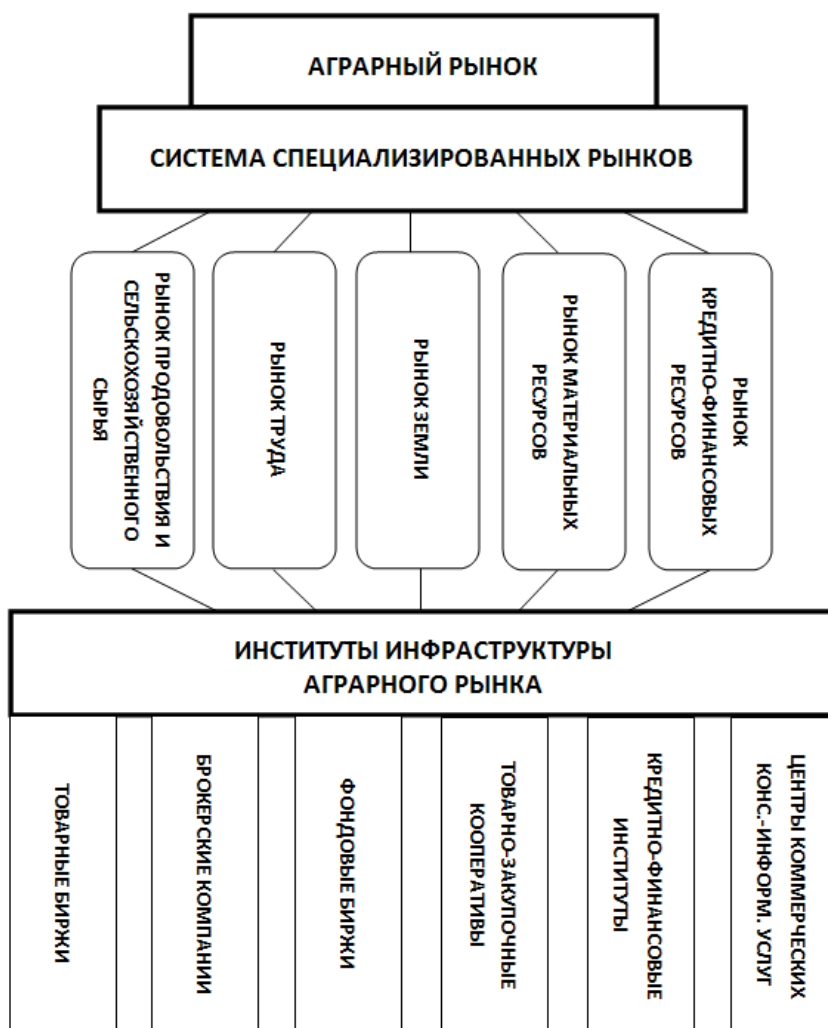 АГРАРНЫЙ РЫНОК
СИСТЕМА СПЕЦИАЛИЗИРОВАННЫХ РЫНКОВ
РЫНОК ПРОДОВОЛЬСТВИЯ И
СЕЛЬСКОХОЗЯЙСТВЕННОГО
СЫРЬЯ
РЫНОК ТРУДА
РЫНОК ЗЕМЛИ
РЫНОК МАТЕРИАЛЬНЫХ
РЕСУРСОВ
РЫНОК
КРЕДИТНО-ФИНАНСОВЫХ
РЕСУРСОВ
ИНСТИТУТЫ ИНФРАСТРУКТУРЫ
АГРАРНОГО РЫНКА
ТОВАРНЫЕ БИРЖИ
БРОКЕРСКИЕ КОМПАНИИ
ФОНДОВЫЕ БИРЖИ
ТОВАРНО-ЗАКУПОЧНЫЕ
КООПЕРАТИВЫ
КРЕДИТНО-ФИНАНСОВЫЕ
ИНСТИТУТЫ
ЦЕНТРЫ КОММЕРЧЕСКИХ
КОНС.-ИНФОРМ. УСЛУГ